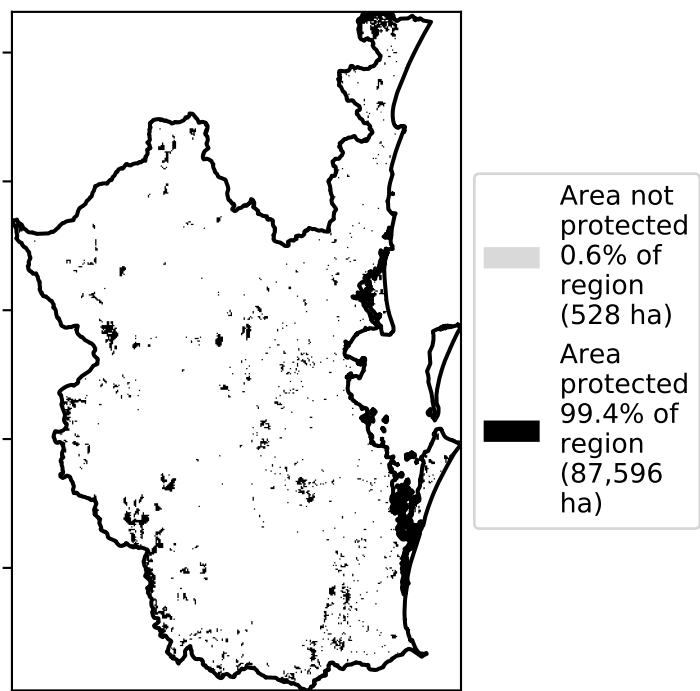 Area not
protected
0.6% of
region
(528 ha)
Area
protected
99.4% of
region
(87,596
ha)